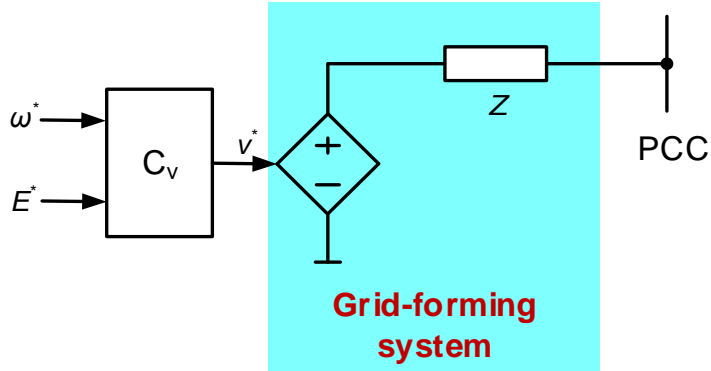 ω*
E*
Cv
v*
+
−
Z
PCC
Grid-forming
system